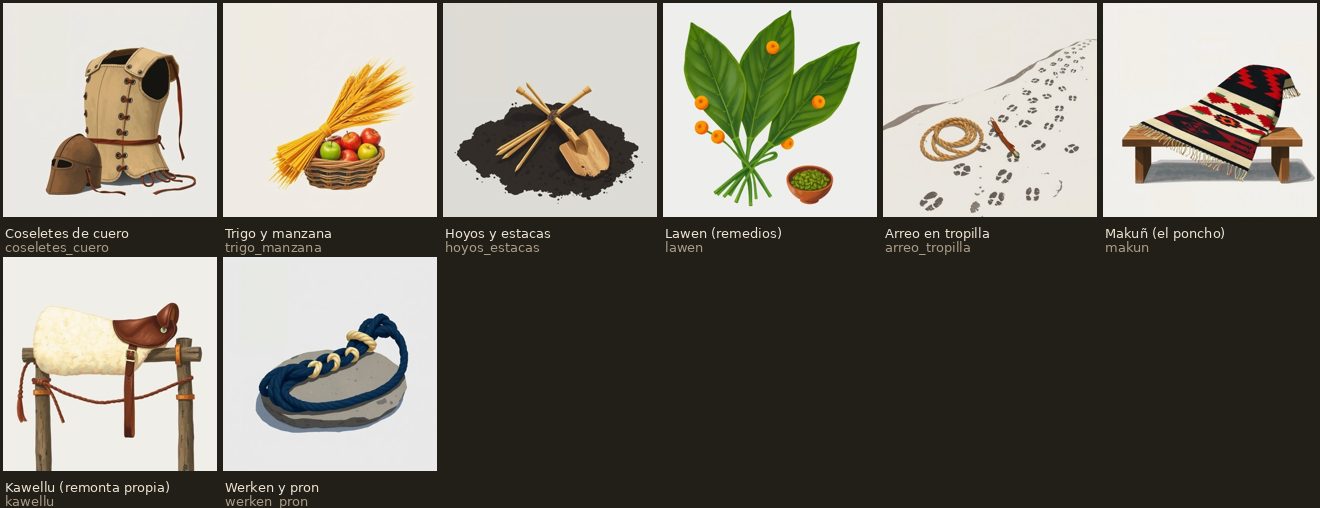 Coseletes de cuero
coseletes_cuero
Trigo y manzana
trigo_manzana
Hoyos y estacas
hoyos_estacas
Lawen (remedios)
lawen
Arreo en tropilla
arreo_tropilla
Makuñ (el poncho)
makun
Kawellu (remonta propia)
kawellu
Werken y pron
werken_pron